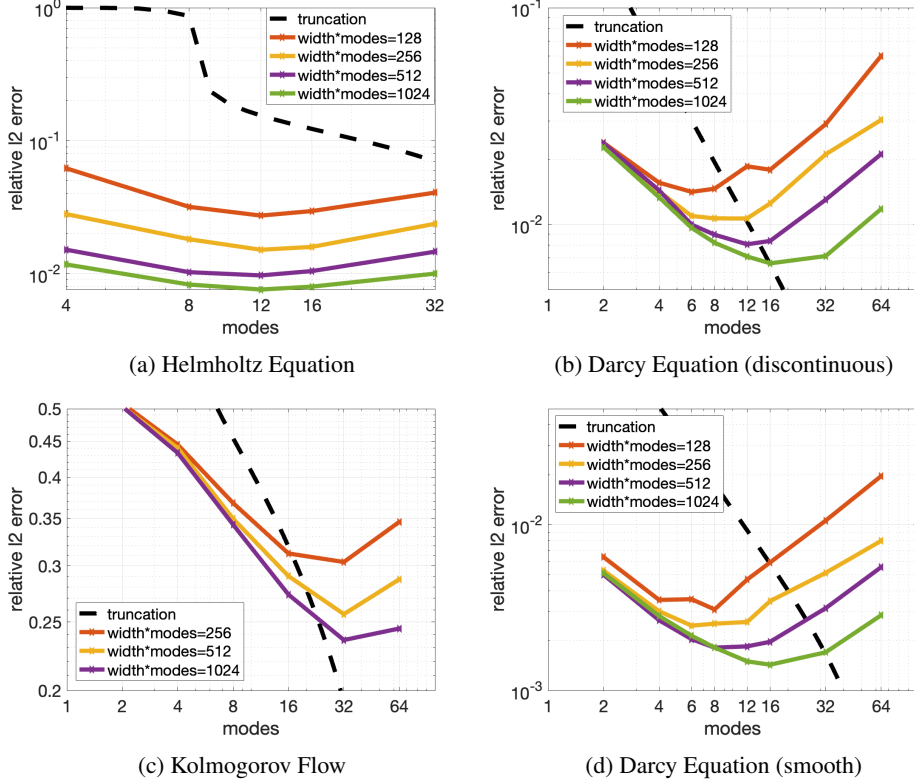 10⁰
10⁻¹
10⁻²
relative l2 error
truncation
width*modes=128
width*modes=256
width*modes=512
width*modes=1024
4 8 12 16 32
modes
(a) Helmholtz Equation
10⁻¹
10⁻²
relative l2 error
truncation
width*modes=128
width*modes=256
width*modes=512
width*modes=1024
1 2 4 6 8 12 16 32 64
modes
(b) Darcy Equation (discontinuous)
0.5
0.45
0.4
0.35
0.3
0.25
0.2
relative l2 error
truncation
width*modes=256
width*modes=512
width*modes=1024
1 2 4 8 16 32 64
modes
(c) Kolmogorov Flow
10⁻²
10⁻³
relative l2 error
truncation
width*modes=128
width*modes=256
width*modes=512
width*modes=1024
1 2 4 6 8 12 16 32 64
modes
(d) Darcy Equation (smooth)